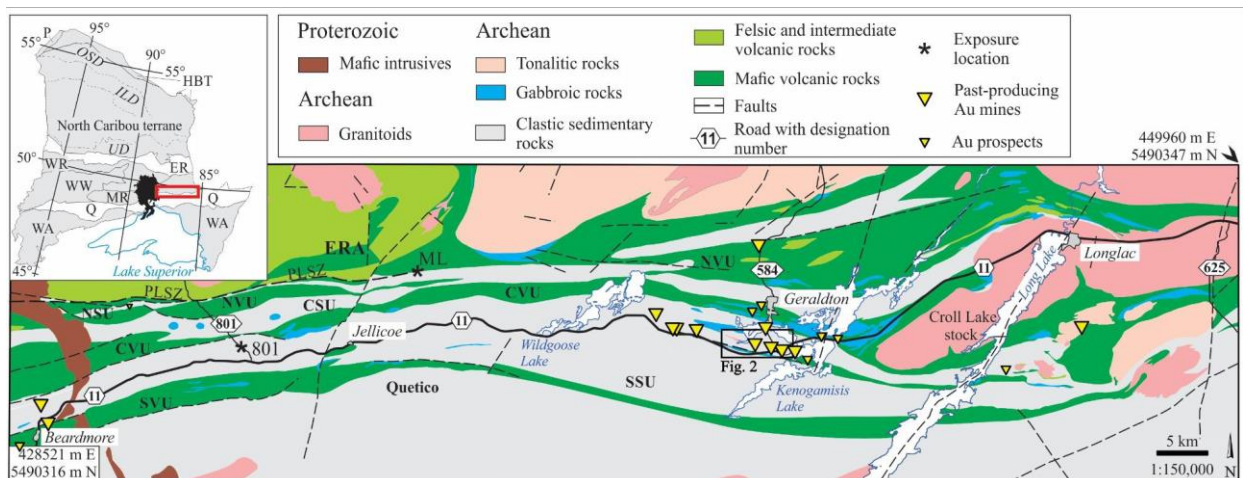 95°
90°
55°
P
OSD
55°
HBT
ILD
North Caribou terrane
UD
50°
WR
ER
85°
WW
MR
Q
Q
WA
WA
45°
Lake Superior
Proterozoic
Mafic intrusives
Archean
Granitoids
Archean
Tonalitic rocks
Gabbroic rocks
Clastic sedimentary
rocks
Felsic and intermediate
volcanic rocks
Mafic volcanic rocks
Faults
11 Road with designation
number
Exposure
location
Past-producing
Au mines
Au prospects
449960 m E
5490347 m N
ERA
ML
PLSZ
PLSZ
NVU
NSU
NVU
CSU
CVU
801
801
CVU
Jellicoe
11
Wildgoose
Lake
584
Geraldton
11
Long Lake
Longlac
625
Croll Lake
stock
Fig. 2
Kenogamisis
Lake
SSU
Quetico
SVU
11
Beardmore
428521 m E
5490316 m N
5 km
1:150,000
N